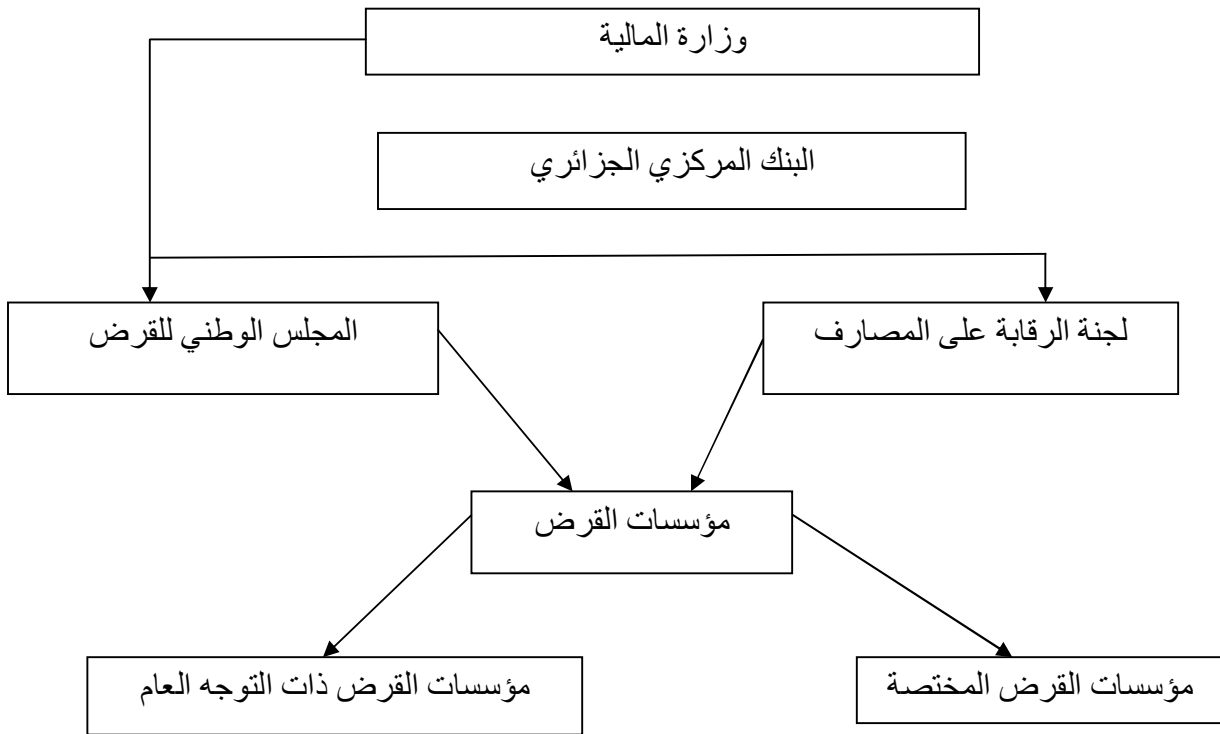 وزارة المالية
البنك المركزي الجزائري
لجنة الرقابة على المصارف
المجلس الوطني للقرض
مؤسسات القرض
مؤسسات القرض المختصة
مؤسسات القرض ذات التوجه العام